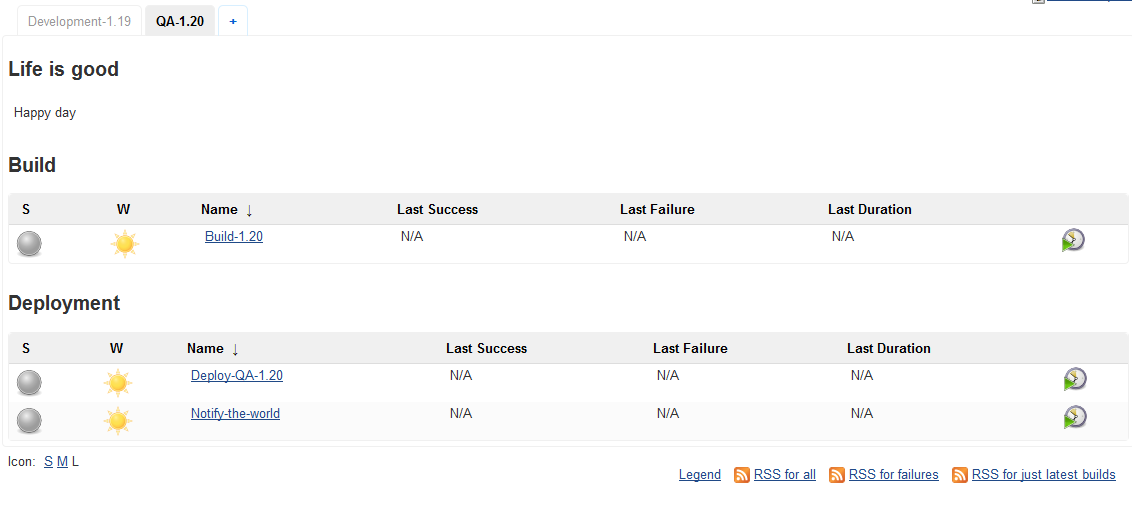 Development-1.19 QA-1.20 +
Life is good
Happy day
Build
S W Name ↓ Last Success Last Failure Last Duration
Build-1.20 N/A N/A N/A
Deployment
S W Name ↓ Last Success Last Failure Last Duration
Deploy-QA-1.20 N/A N/A N/A
Notify-the-world N/A N/A N/A
Icon: S M L
Legend RSS for all RSS for failures RSS for just latest builds